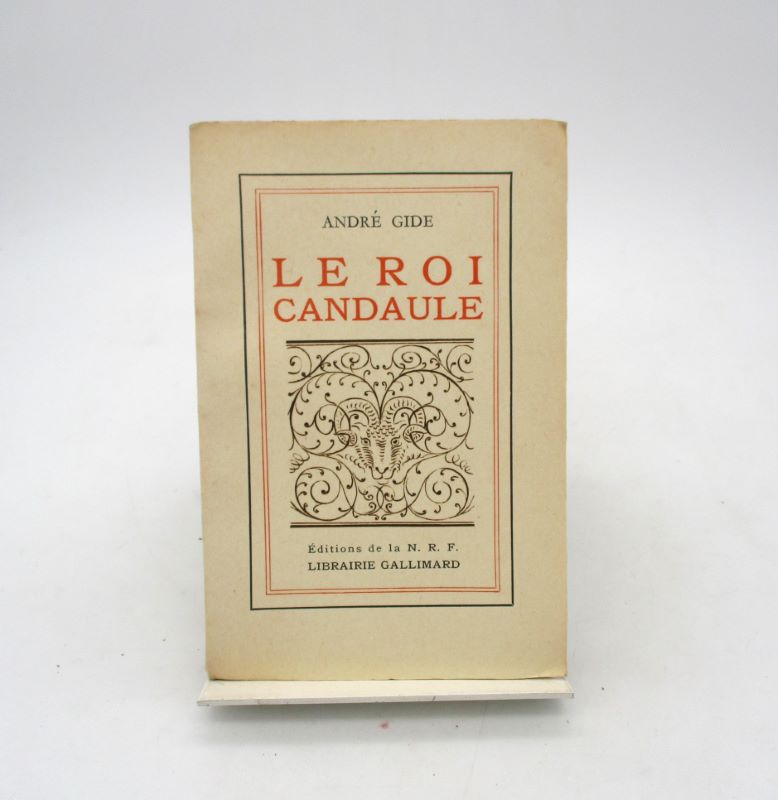 ANDRÉ GIDE
LE ROI
CANDAULE
Éditions de la N. R. F.
LIBRAIRIE GALLIMARD